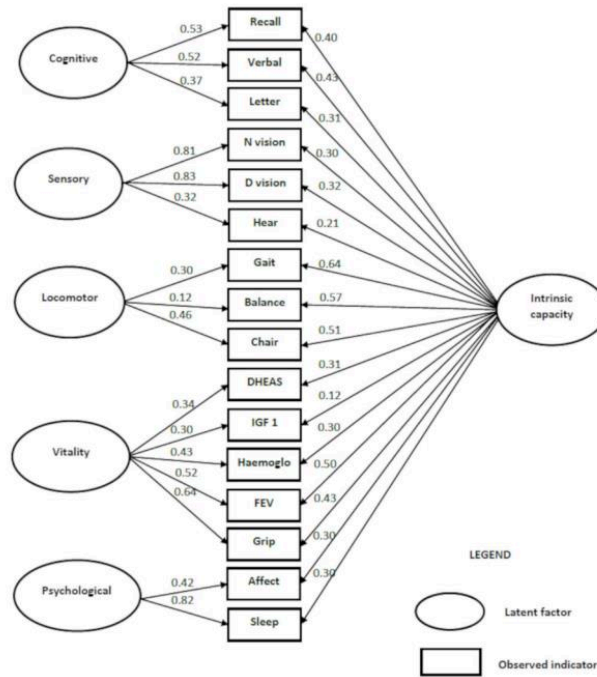 Recall
0.53
0.40
Cognitive
0.52
Verbal
0.43
0.37
Letter
0.31
N vision
0.30
0.81
Sensory
0.83
D vision
0.32
0.32
Hear
0.21
Gait
0.64
0.30
Locomotor
0.12
Balance
0.57
0.46
Chair
0.51
Intrinsic
capacity
DHEAS
0.31
0.34
IGF 1
0.12
0.30
Vitality
0.43
Haemoglo
0.30
0.52
FEV
0.50
0.64
0.43
Grip
0.30
Psychological
0.42
Affect
0.30
0.82
Sleep
LEGEND
Latent factor
Observed indicator